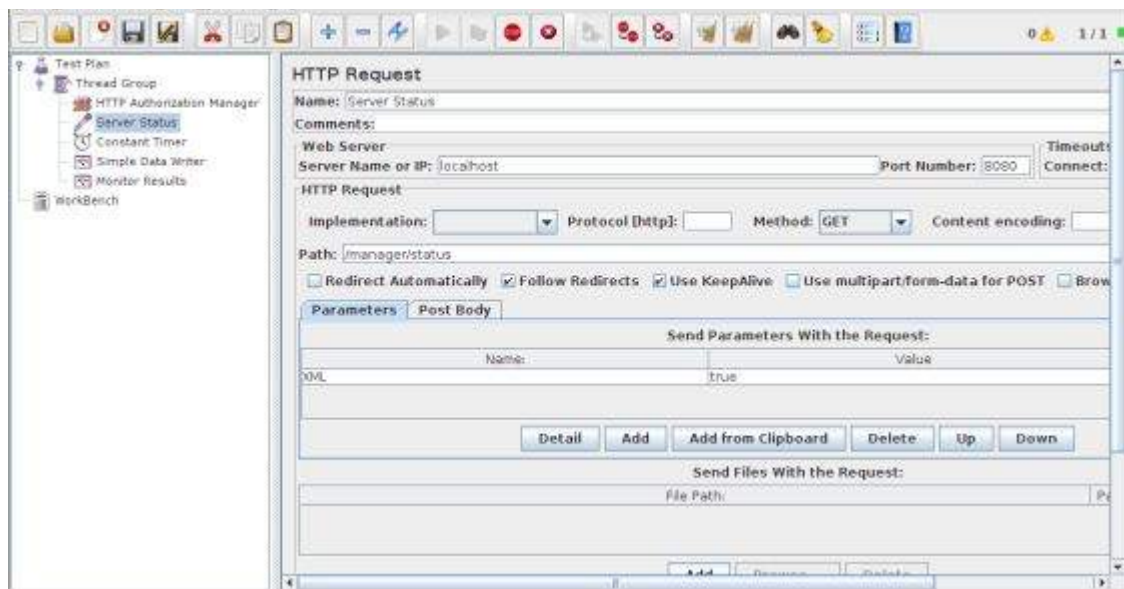 0 1/1
Test Plan
Thread Group
HTTP Authorization Manager
Server Status
Constant Timer
Simple Data Writer
Monitor Results
WorkBench
HTTP Request
Name: Server Status
Comments:
Web Server
Timeouts
Server Name or IP: localhost Port Number: 8080 Connect:
HTTP Request
Implementation: Protocol [http]: Method: GET Content encoding:
Path: /manager/status
Redirect Automatically Follow Redirects Use KeepAlive Use multipart/form-data for POST Brow
Parameters Post Body
Send Parameters With the Request:
Name: Value
XML true
Detail Add Add from Clipboard Delete Up Down
Send Files With the Request:
File Path: Pa
Add Browse... Delete